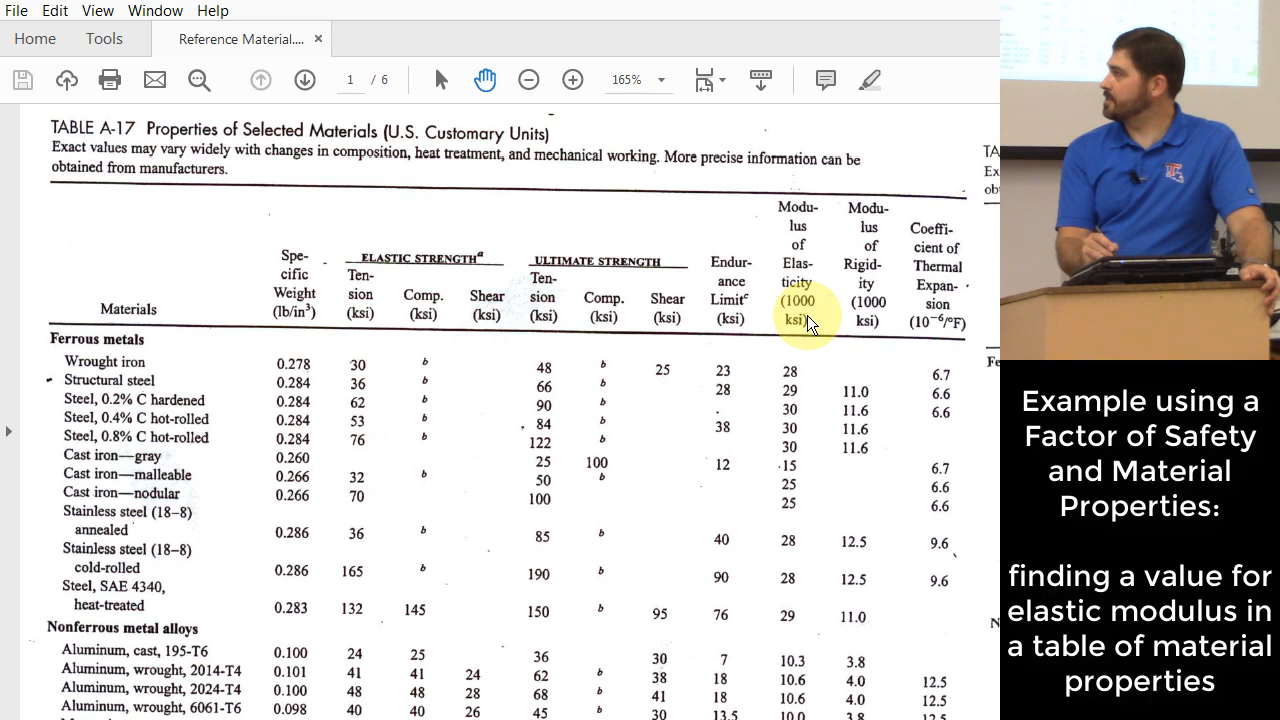 File Edit View Window Help
Home Tools Reference Material.... ×
1 / 6 165%
TABLE A-17 Properties of Selected Materials (U.S. Customary Units)
Exact values may vary widely with changes in composition, heat treatment, and mechanical working. More precise information can be
obtained from manufacturers.
Materials
Spe-
cific
Weight
(lb/in³)
ELASTIC STRENGTHᵃ
Ten-
sion
(ksi)
Comp.
(ksi)
Shear
(ksi)
ULTIMATE STRENGTH
Ten-
sion
(ksi)
Comp.
(ksi)
Shear
(ksi)
Endur-
ance
Limitᶜ
(ksi)
Modu-
lus
of
Elas-
ticity
(1000
ksi)
Modu-
lus
of
Rigid-
ity
(1000
ksi)
Coeffi-
cient of
Thermal
Expan-
sion
(10⁻⁶/°F)
Ferrous metals
Wrought iron 0.278 30 b 48 b 25 23 28 6.7
Structural steel 0.284 36 b 66 b 28 29 11.0 6.6
Steel, 0.2% C hardened 0.284 62 b 90 b 30 11.6 6.6
Steel, 0.4% C hot-rolled 0.284 53 b 84 b 38 30 11.6
Steel, 0.8% C hot-rolled 0.284 76 b 122 b 30 11.6
Cast iron—gray 0.260 25 100 12 15 6.7
Cast iron—malleable 0.266 32 b 50 b 25 6.6
Cast iron—nodular 0.266 70 100 25 6.6
Stainless steel (18–8)
annealed 0.286 36 b 85 b 40 28 12.5 9.6
Stainless steel (18–8)
cold-rolled 0.286 165 b 190 b 90 28 12.5 9.6
Steel, SAE 4340,
heat-treated 0.283 132 145 150 b 95 76 29 11.0
Nonferrous metal alloys
Aluminum, cast, 195-T6 0.100 24 25 36 30 7 10.3 3.8
Aluminum, wrought, 2014-T4 0.101 41 41 24 62 b 38 18 10.6 4.0 12.5
Aluminum, wrought, 2024-T4 0.100 48 48 28 68 b 41 18 10.6 4.0 12.5
Aluminum, wrought, 6061-T6 0.098 40 40 26 45 b 30 13.5 10.0 3.8 12.5
TA
Ex
Fe
Example using a
Factor of Safety
and Material
Properties:
finding a value for
elastic modulus in
a table of material
properties